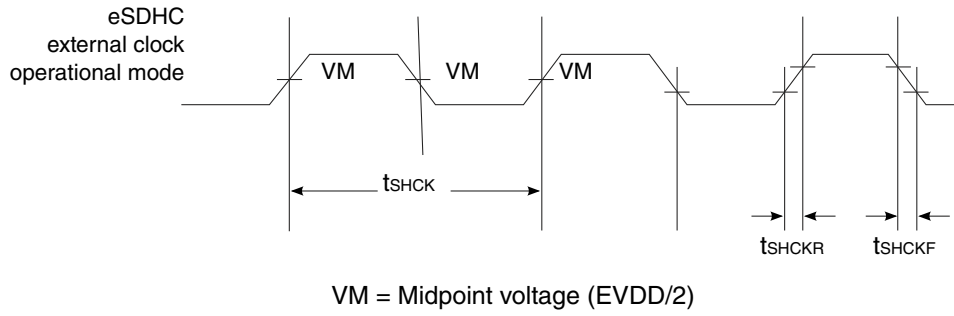 eSDHC
external clock
operational mode
VM VM VM
tSHCK
tSHCKR tSHCKF
VM = Midpoint voltage (EVDD/2)